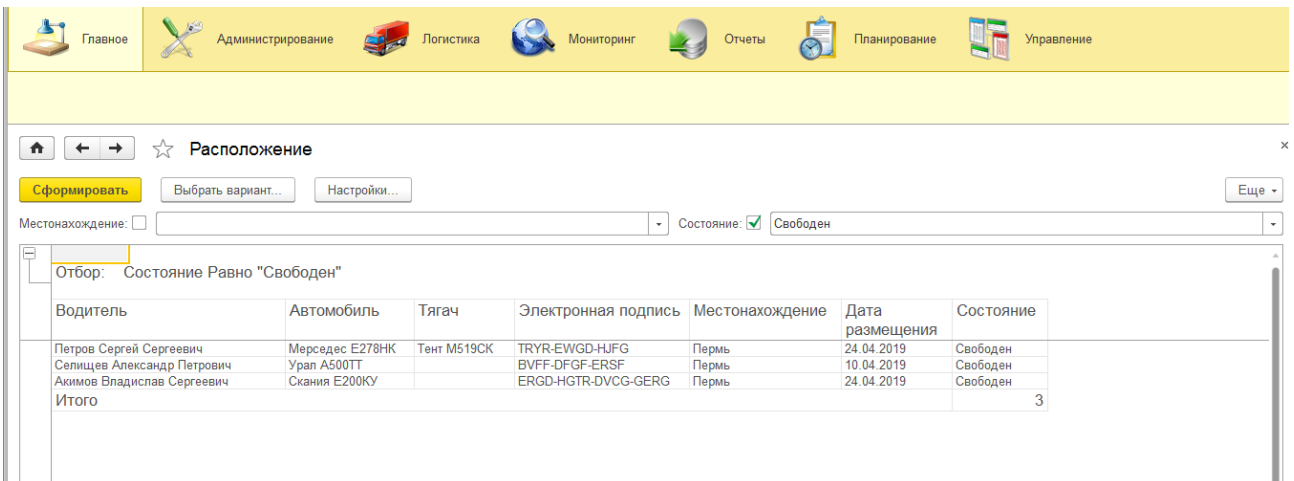 Главное Администрирование Логистика Мониторинг Отчеты Планирование Управление
Расположение
Сформировать Выбрать вариант... Настройки... Еще
Местонахождение: Состояние: Свободен
Отбор: Состояние Равно "Свободен"
Водитель Автомобиль Тягач Электронная подпись Местонахождение Дата Состояние
размещения
Петров Сергей Сергеевич Мерседес Е278НК Тент М519СК TRYR-EWGD-HJFG Пермь 24.04.2019 Свободен
Селищев Александр Петрович Урал А500ТТ BVFF-DFGF-ERSF Пермь 10.04.2019 Свободен
Акимов Владислав Сергеевич Скания Е200КУ ERGD-HGTR-DVCG-GERG Пермь 24.04.2019 Свободен
Итого 3